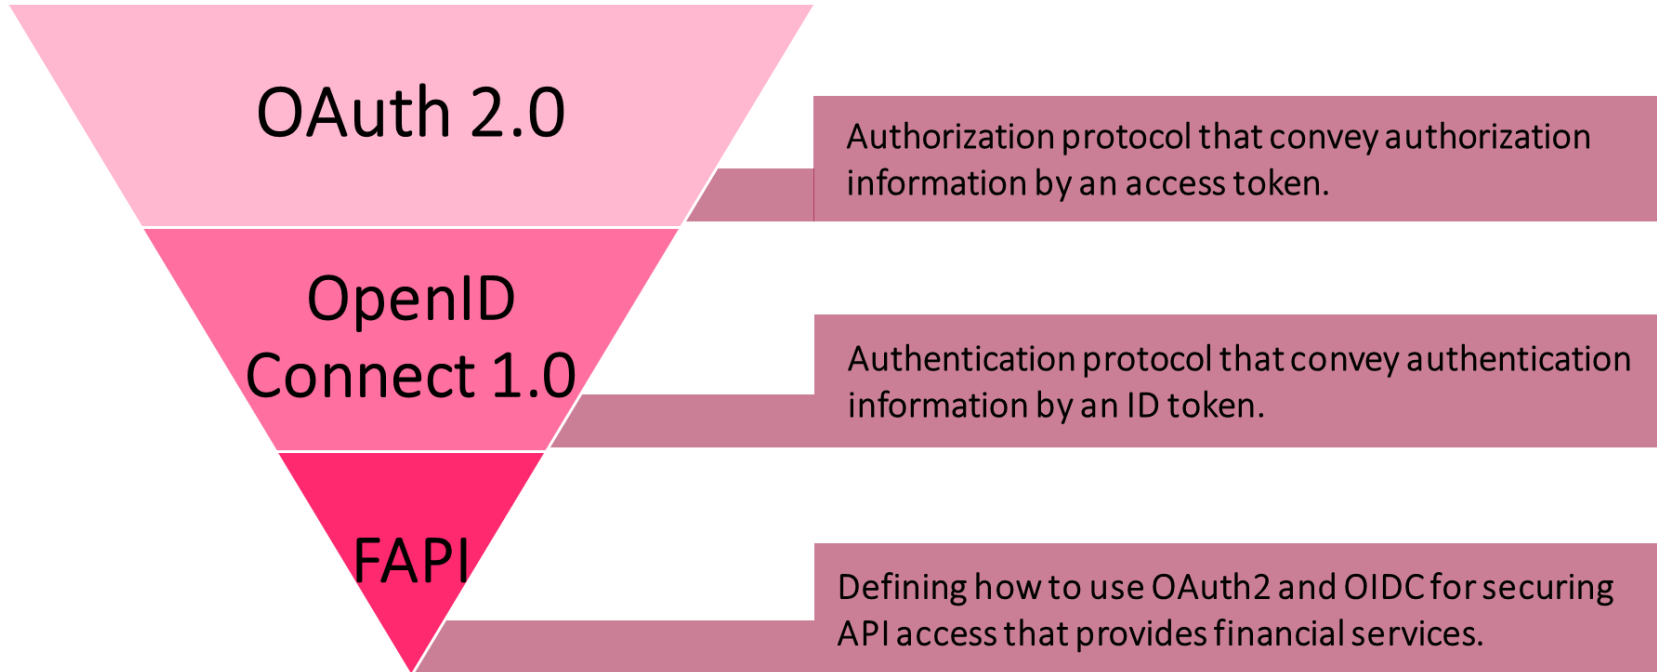 OAuth 2.0
Authorization protocol that convey authorization
information by an access token.
OpenID
Connect 1.0
Authentication protocol that convey authentication
information by an ID token.
FAPI
Defining how to use OAuth2 and OIDC for securing
API access that provides financial services.